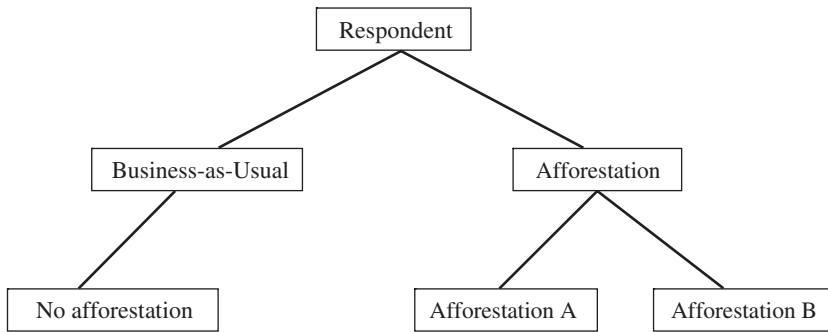 Respondent
Business-as-Usual
Afforestation
No afforestation
Afforestation A
Afforestation B